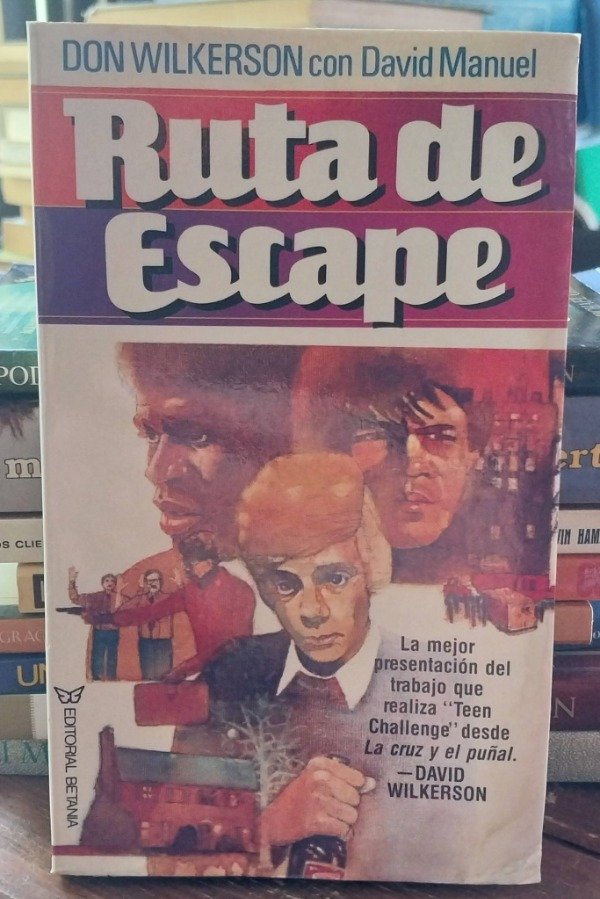 DON WILKERSON con David Manuel
Ruta de
Escape
La mejor
presentación del
trabajo que
realiza “Teen
Challenge” desde
La cruz y el puñal.
—DAVID
WILKERSON
EDITORIAL BETANIA